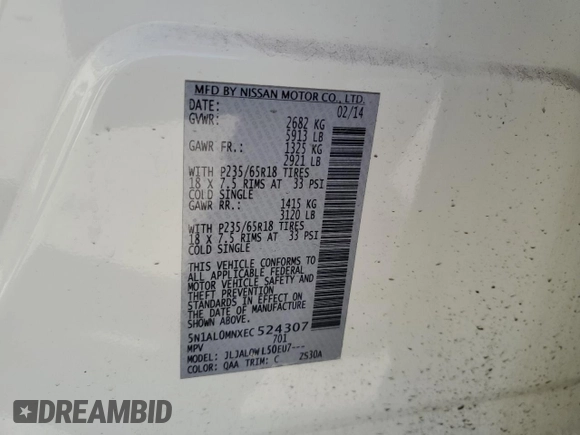 MFD BY NISSAN MOTOR CO., LTD.
DATE: 02/14
GVWR: 2682 KG
5913 LB
GAWR FR.: 1325 KG
2921 LB
WITH P235/65R18 TIRES
18 X 7.5 RIMS AT 33 PSI
COLD SINGLE
GAWR RR.: 1415 KG
3120 LB
WITH P235/65R18 TIRES
18 X 7.5 RIMS AT 33 PSI
COLD SINGLE
THIS VEHICLE CONFORMS TO
ALL APPLICABLE FEDERAL
MOTOR VEHICLE SAFETY AND
THEFT PREVENTION
STANDARDS IN EFFECT ON
THE DATE OF MANUFACTURE
SHOWN ABOVE.
5N1AL0MNXEC524307
MPV 701
MODEL: JLJALOWL50EU7---
COLOR: QAA TRIM: C 2S30A
DREAMBID